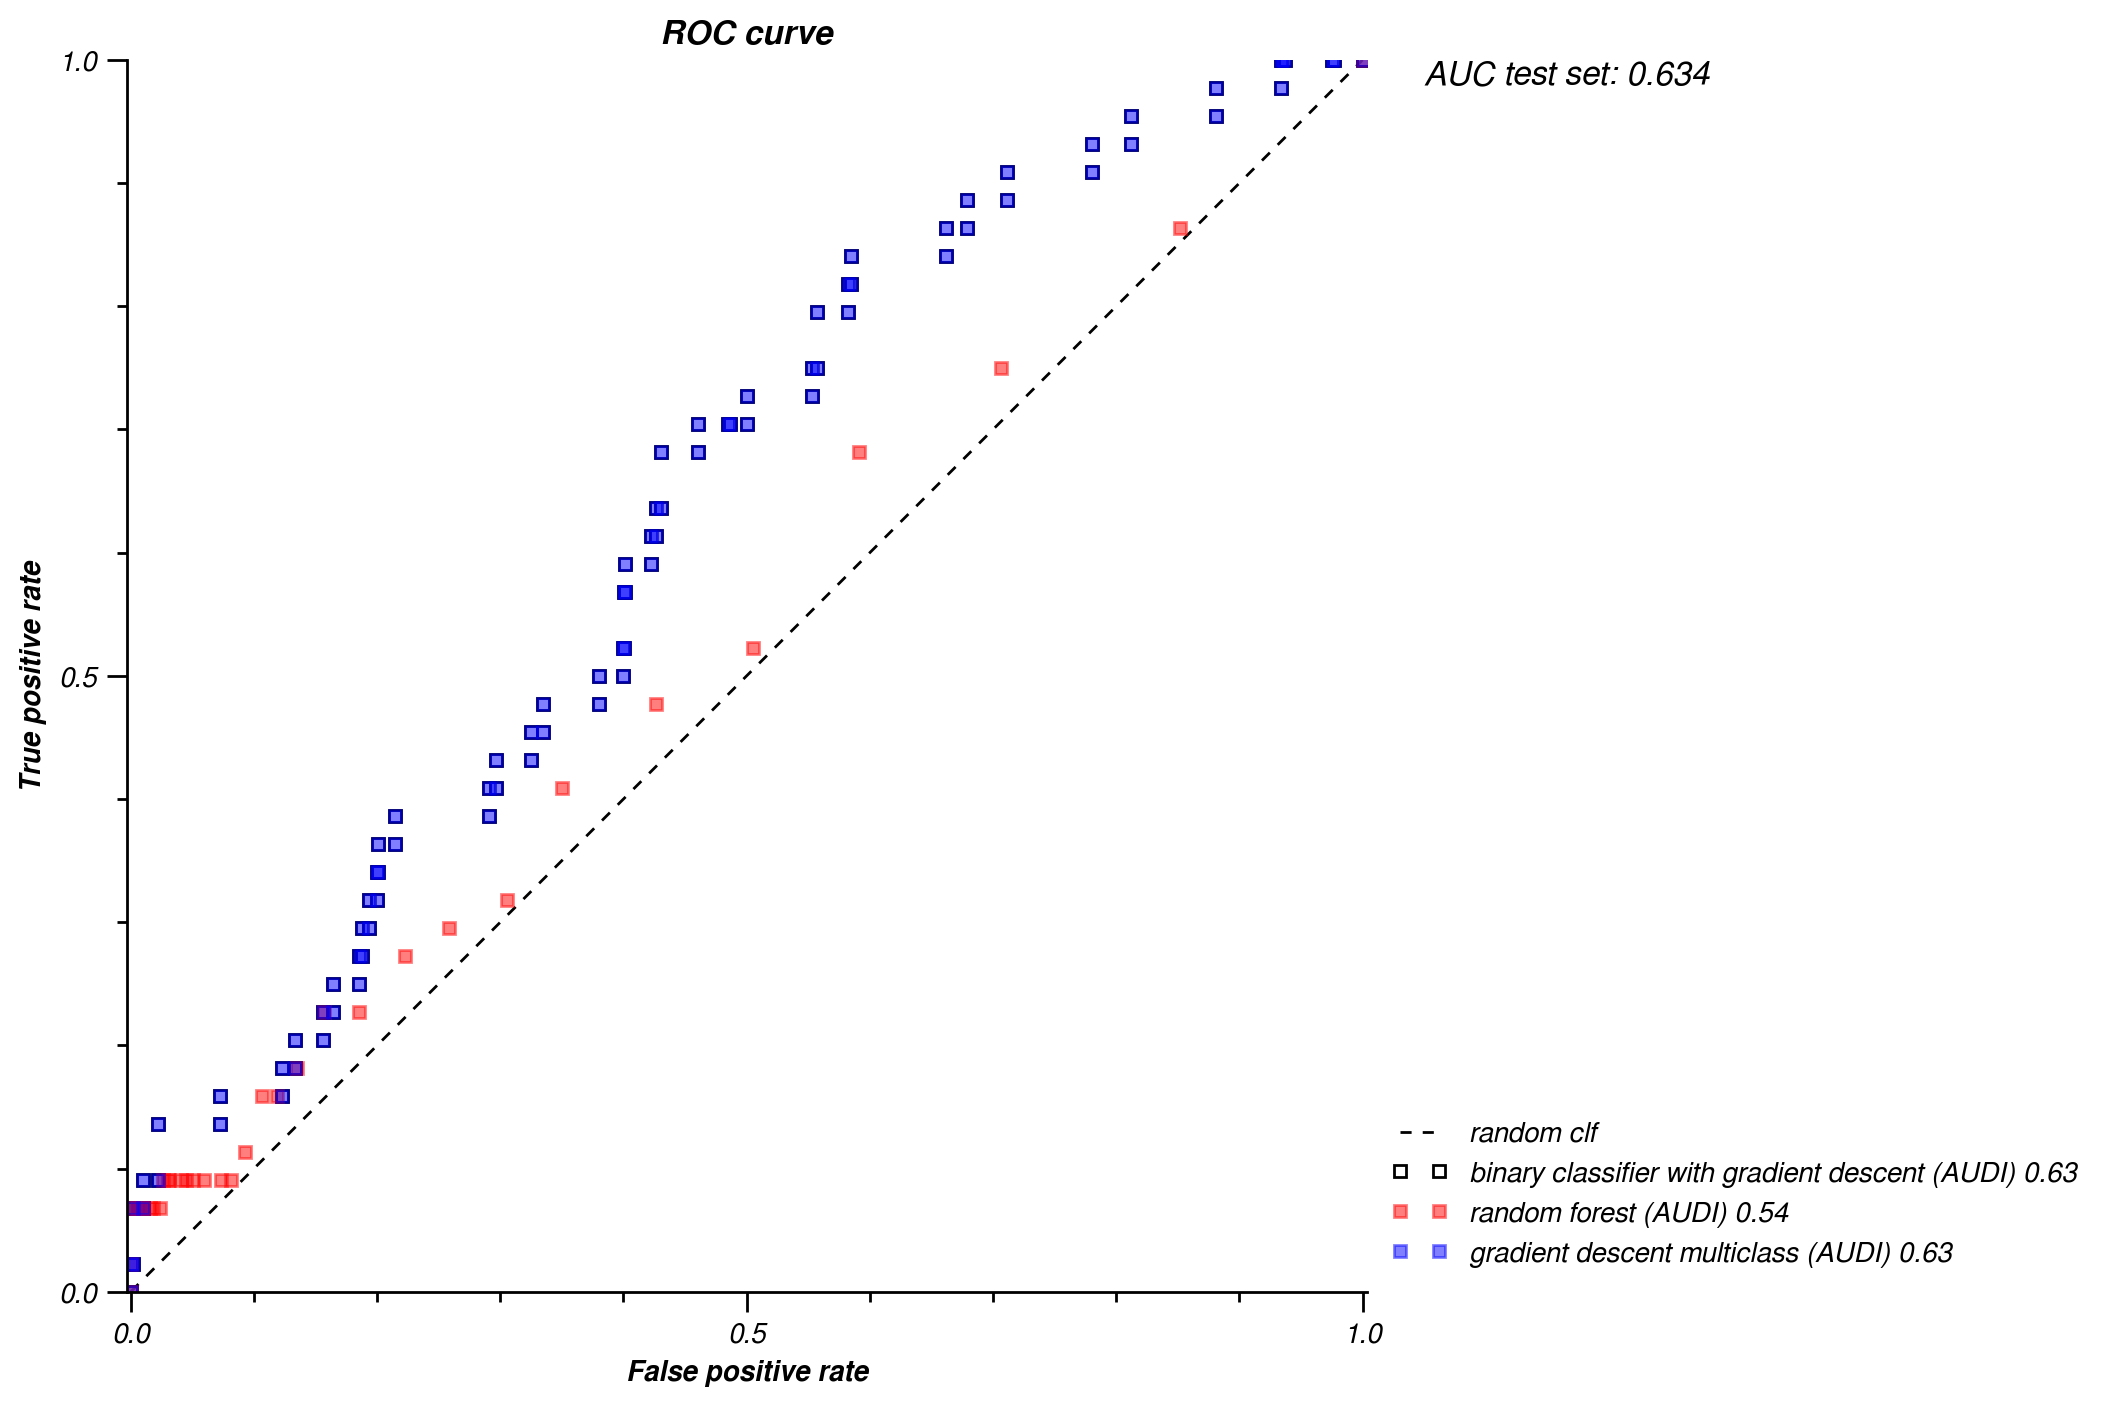 ROC curve
AUC test set: 0.634
1.0
0.5
0.0
True positive rate
0.0
0.5
1.0
False positive rate
random clf
binary classifier with gradient descent (AUDI) 0.63
random forest (AUDI) 0.54
gradient descent multiclass (AUDI) 0.63